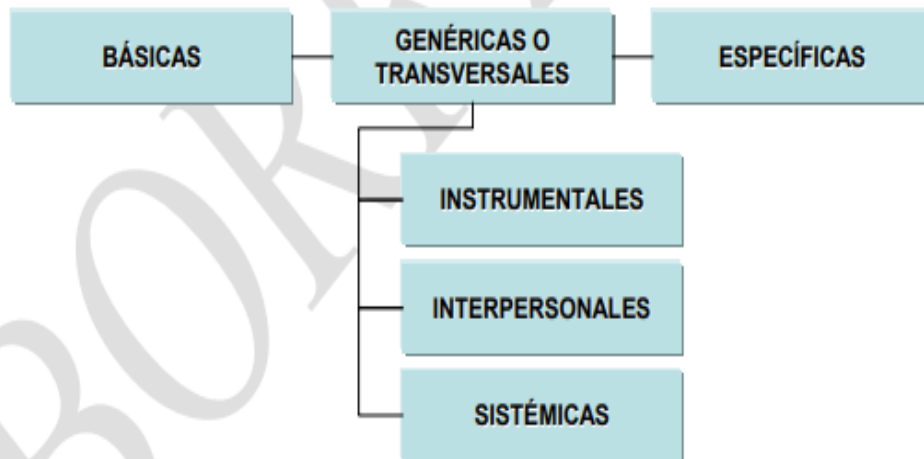 BÁSICAS
GENÉRICAS O
TRANSVERSALES
ESPECÍFICAS
INSTRUMENTALES
INTERPERSONALES
SISTÉMICAS